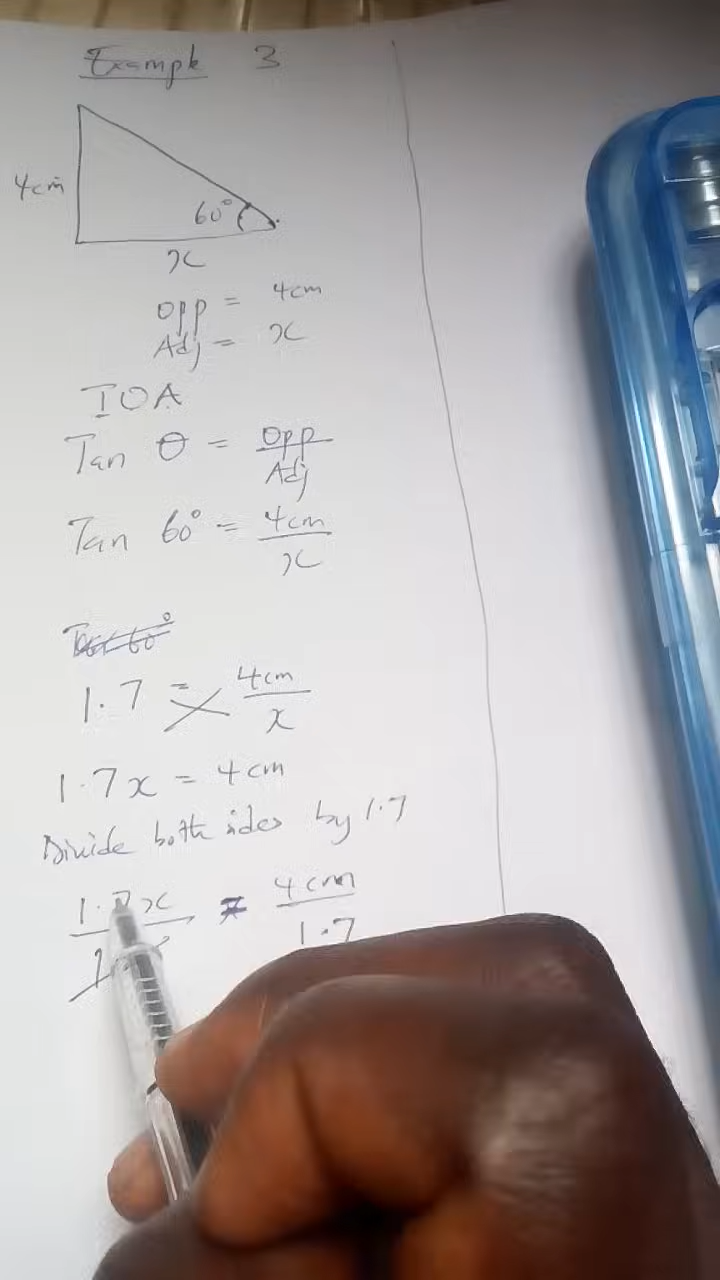 Example 3
4cm
60°
x
Opp = 4cm
Adj = x
TOA
Tan θ = Opp/Adj
Tan 60° = 4cm/x
1.7 = 4cm/x
1.7x = 4cm
Divide both sides by 1.7
1.7x = 4cm
1.7